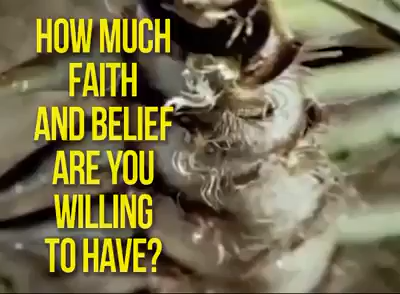 HOW MUCH
FAITH
AND BELIEF
ARE YOU
WILLING
TO HAVE?